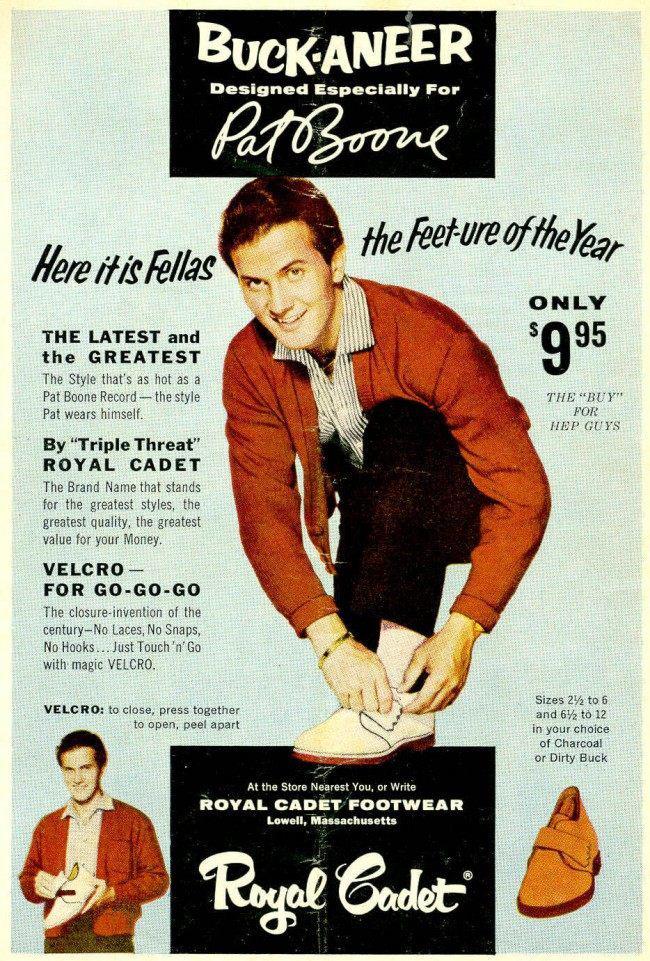 BUCK-ANEER
Designed Especially For
Pat Boone
Here it is Fellas
the Feet-ure of the Year
THE LATEST and
the GREATEST
The Style that's as hot as a
Pat Boone Record — the style
Pat wears himself.
By "Triple Threat"
ROYAL CADET
The Brand Name that stands
for the greatest styles, the
greatest quality, the greatest
value for your Money.
VELCRO —
FOR GO-GO-GO
The closure-invention of the
century—No Laces, No Snaps,
No Hooks... Just Touch 'n' Go
with magic VELCRO.
ONLY
$9 95
THE "BUY"
FOR
HEP GUYS
VELCRO: to close, press together
to open, peel apart
Sizes 2½ to 6
and 6½ to 12
in your choice
of Charcoal
or Dirty Buck
At the Store Nearest You, or Write
ROYAL CADET FOOTWEAR
Lowell, Massachusetts
Royal Cadet®